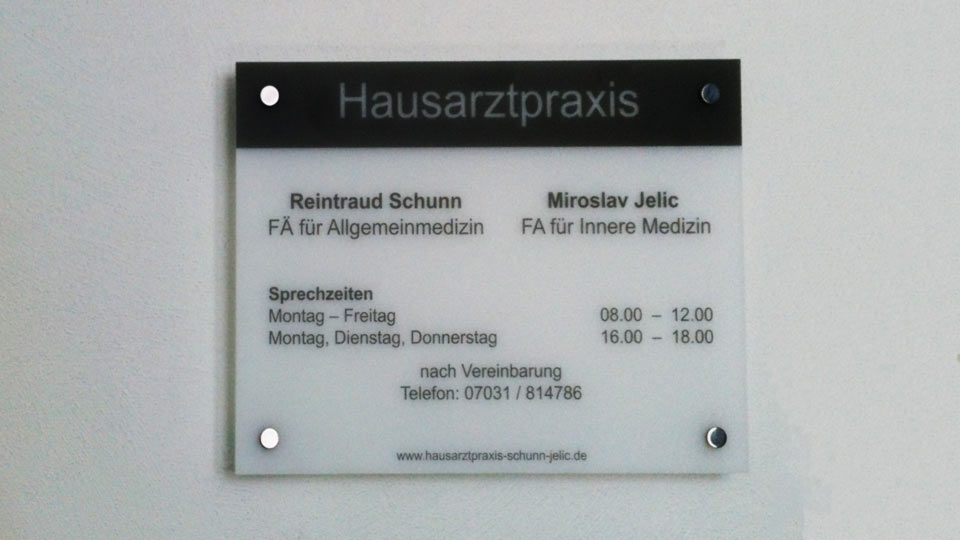 Hausarztpraxis
Reintraud Schunn
FÄ für Allgemeinmedizin
Miroslav Jelic
FA für Innere Medizin
Sprechzeiten
Montag – Freitag 08.00 – 12.00
Montag, Dienstag, Donnerstag 16.00 – 18.00
nach Vereinbarung
Telefon: 07031 / 814786
www.hausarztpraxis-schunn-jelic.de